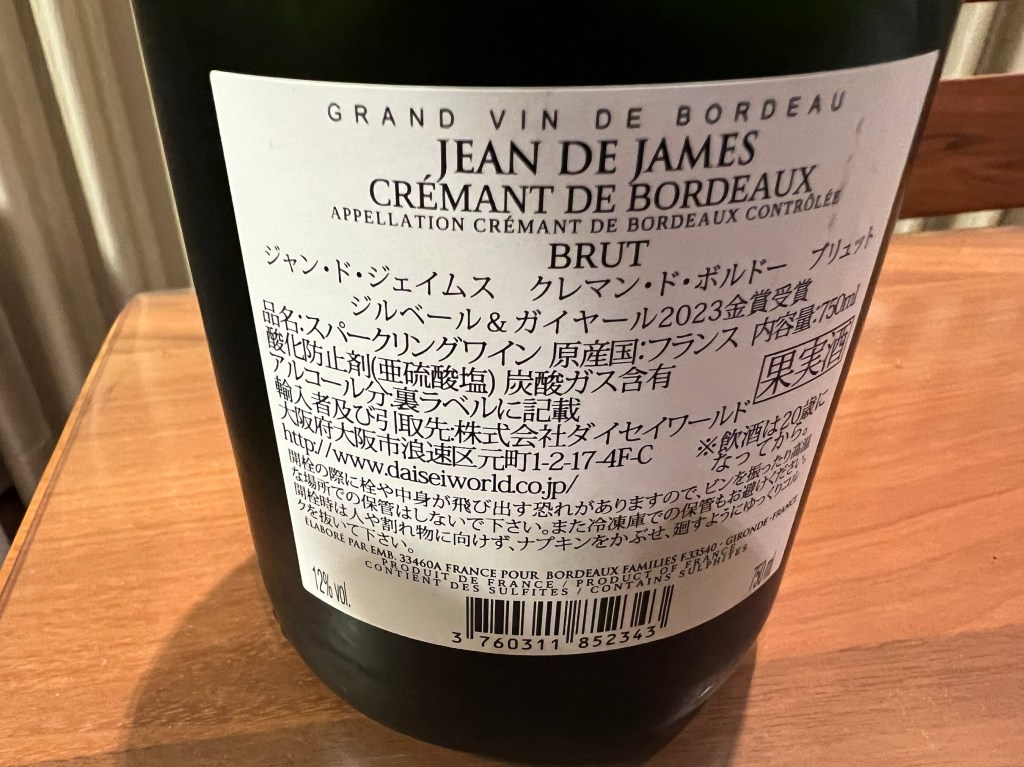 GRAND VIN DE BORDEAU
JEAN DE JAMES
CRÉMANT DE BORDEAUX
APPELLATION CRÉMANT DE BORDEAUX CONTRÔLÉE
BRUT
ジャン・ド・ジェイムス クレマン・ド・ボルドー ブリュット
ジルベール&ガイヤール2023金賞受賞
品名:スパークリングワイン 原産国:フランス 内容量:750ml
酸化防止剤(亜硫酸塩) 炭酸ガス含有
果実酒
アルコール分:裏ラベルに記載
輸入者及び引取先:株式会社ダイセイワールド
大阪府大阪市浪速区元町1-2-17-4F-C
※飲酒は20歳に
なってから。
http//www.daiseiworld.co.jp/
開栓の際に栓や中身が飛び出す恐れがありますので、ビンを振ったり高温
な場所での保管はしないで下さい。また冷凍庫での保管もお避けください。
開栓時は人や割れ物に向けず、ナプキンをかぶせ、廻すようにゆっくりコル
クを抜いて下さい。
ELABORÉ PAR EMB. 33460A FRANCE POUR BORDEAUX FAMILIES F.33540 - GIRONDE - FRANCE
PRODUIT DE FRANCE / PRODUCT OF FRANCE
CONTIENT DES SULFITES / CONTAINS SULPHITES
12% vol.
750 ml
3 760311 852343